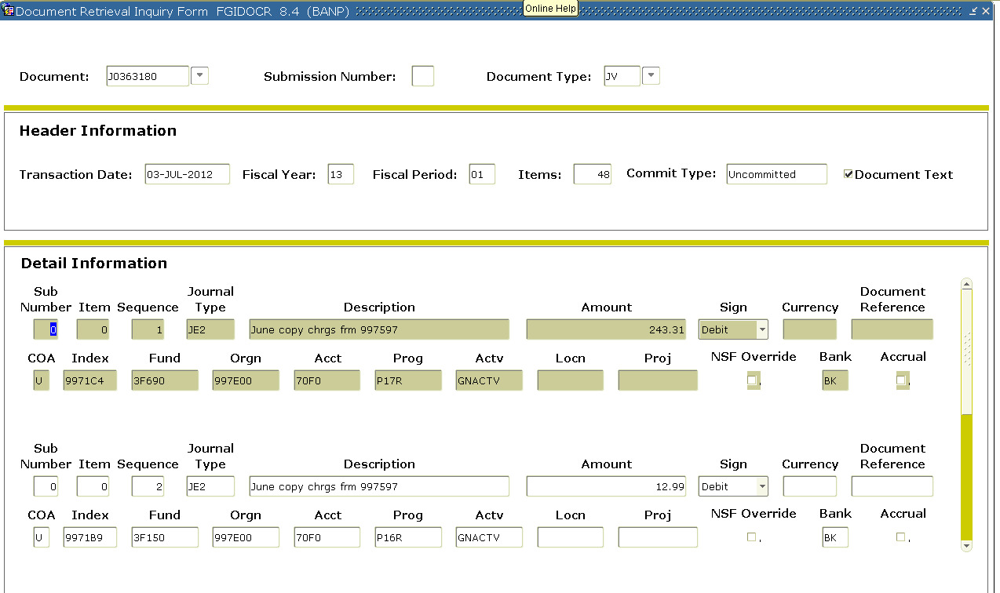 Document Retrieval Inquiry Form FGIDOCR 8.4 (BANP)
Online Help
Document: J0363180 Submission Number: Document Type: JV
Header Information
Transaction Date: 03-JUL-2012 Fiscal Year: 13 Fiscal Period: 01 Items: 48 Commit Type: Uncommitted Document Text
Detail Information
Sub Journal Document
Number Item Sequence Type Description Amount Sign Currency Reference
0 0 1 JE2 June copy chrgs frm 997597 243.31 Debit
COA Index Fund Orgn Acct Prog Actv Locn Proj NSF Override Bank Accrual
U 9971C4 3F690 997E00 70F0 P17R GNACTV , BK ,
Sub Journal Document
Number Item Sequence Type Description Amount Sign Currency Reference
0 0 2 JE2 June copy chrgs frm 997597 12.99 Debit
COA Index Fund Orgn Acct Prog Actv Locn Proj NSF Override Bank Accrual
U 9971B9 3F150 997E00 70F0 P16R GNACTV , BK ,